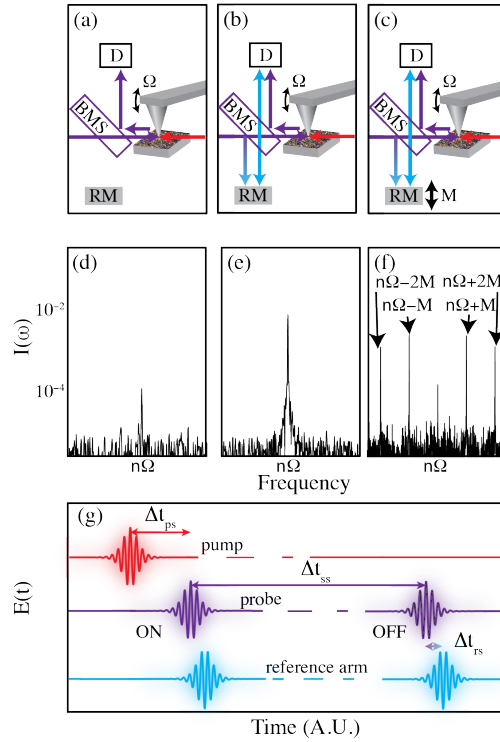 (a) (b) (c)
D D D
Ω Ω Ω
BMS BMS BMS
RM RM RM M
(d) (e) (f)
nΩ-2M nΩ+2M
nΩ-M nΩ+M
10⁻²
I(ω)
10⁻⁴
nΩ nΩ nΩ
Frequency
(g)
Δtₚₛ
pump
Δtₛₛ
E(t)
probe
ON OFF
Δtᵣₛ
reference arm
Time (A.U.)